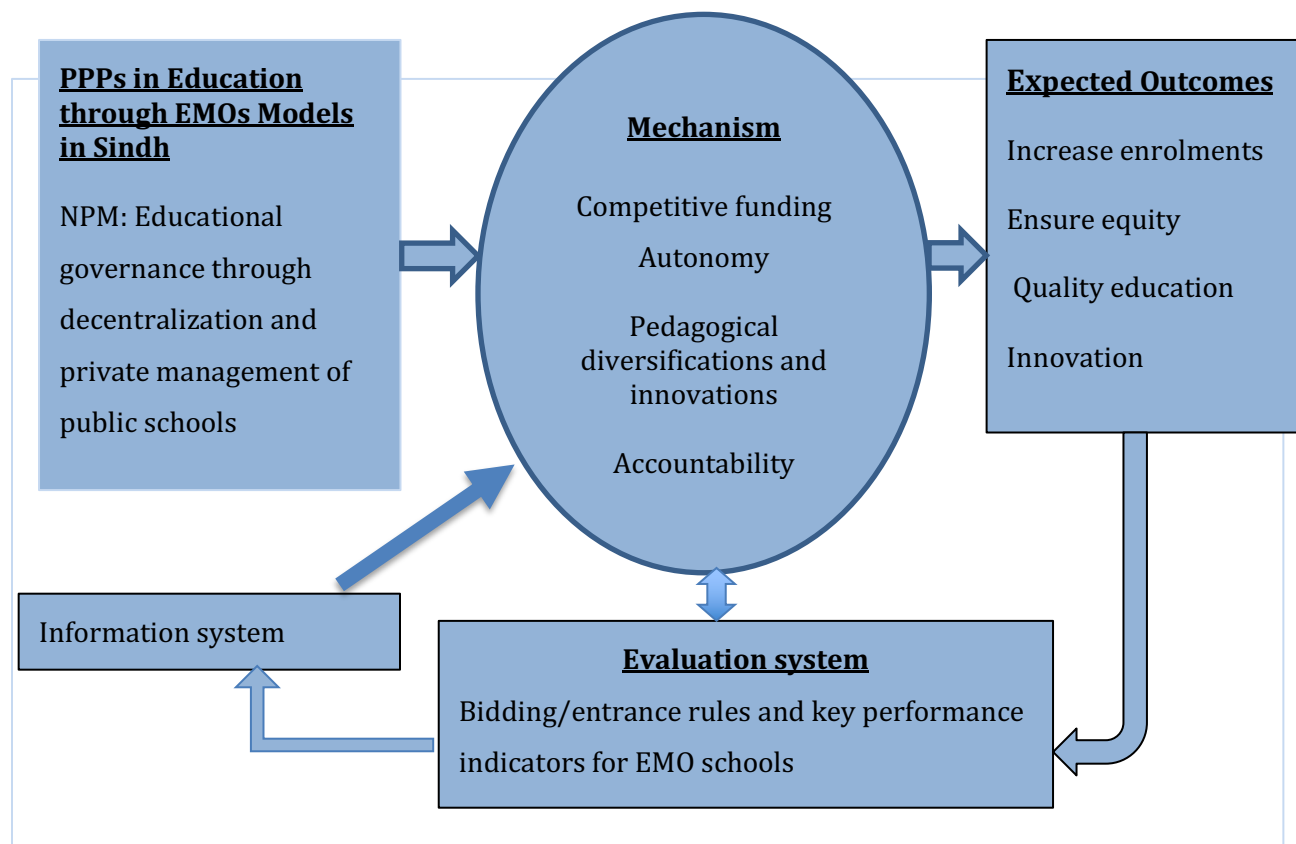 PPPs in Education
through EMOs Models
in Sindh
NPM: Educational
governance through
decentralization and
private management of
public schools
Mechanism
Competitive funding
Autonomy
Pedagogical
diversifications and
innovations
Accountability
Expected Outcomes
Increase enrolments
Ensure equity
Quality education
Innovation
Information system
Evaluation system
Bidding/entrance rules and key performance
indicators for EMO schools